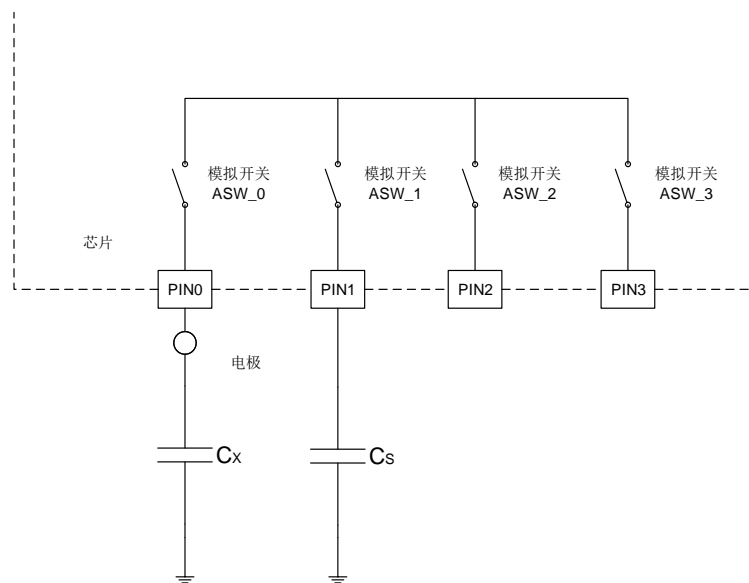 模拟开关 模拟开关 模拟开关 模拟开关
ASW_0 ASW_1 ASW_2 ASW_3
芯片
PIN0 PIN1 PIN2 PIN3
电极
CX CS